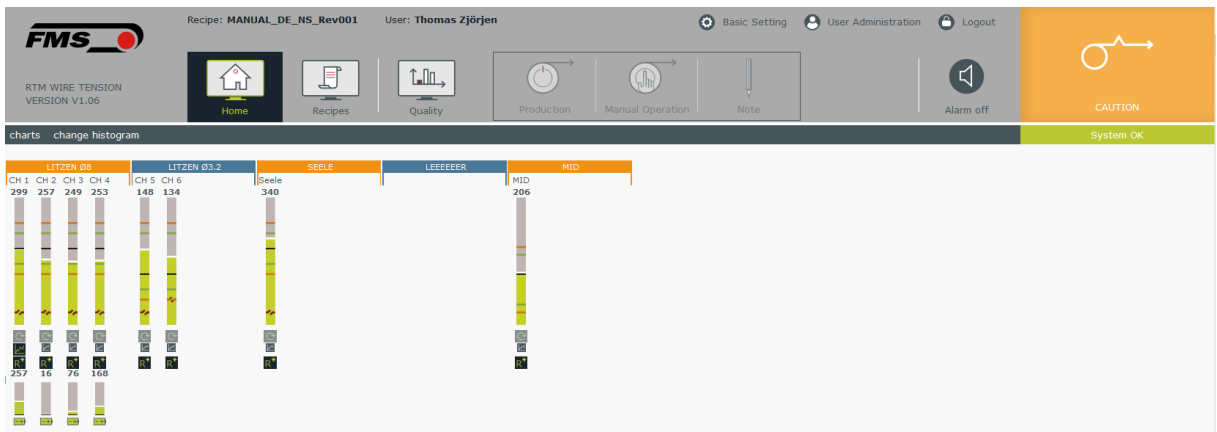 FMS
RTM WIRE TENSION
VERSION V1.06
Recipe: MANUAL_DE_NS_Rev001 User: Thomas Zjörjen
Basic Setting User Administration Logout
Home Recipes Quality Production Manual Operation Note Alarm off
CAUTION
charts change histogram
System OK
LITZEN Ø8 LITZEN Ø3.2 SEELE LEEEEEER MID
CH 1 CH 2 CH 3 CH 4 CH 5 CH 6 Seele MID
299 257 249 253 148 134 340 206
R+ R+ R+ R+ R+ R+ R+ R+
257 16 76 168